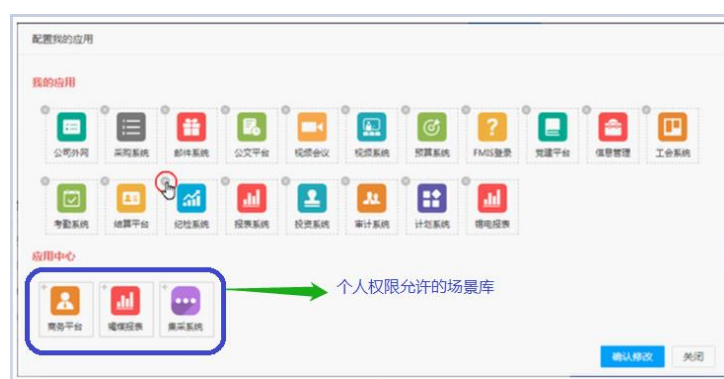 配置我的应用
我的应用
公司外网 采购系统 邮件系统 公文平台 视频会议 视频系统 预算系统 FMIS登录 党建平台 信息管理 工会系统
考勤系统 结算平台 纪检系统 报表系统 投资系统 审计系统 计划系统 报表
应用中心
个人权限允许的场景库
商务平台 报表 集采系统
确认修改 关闭